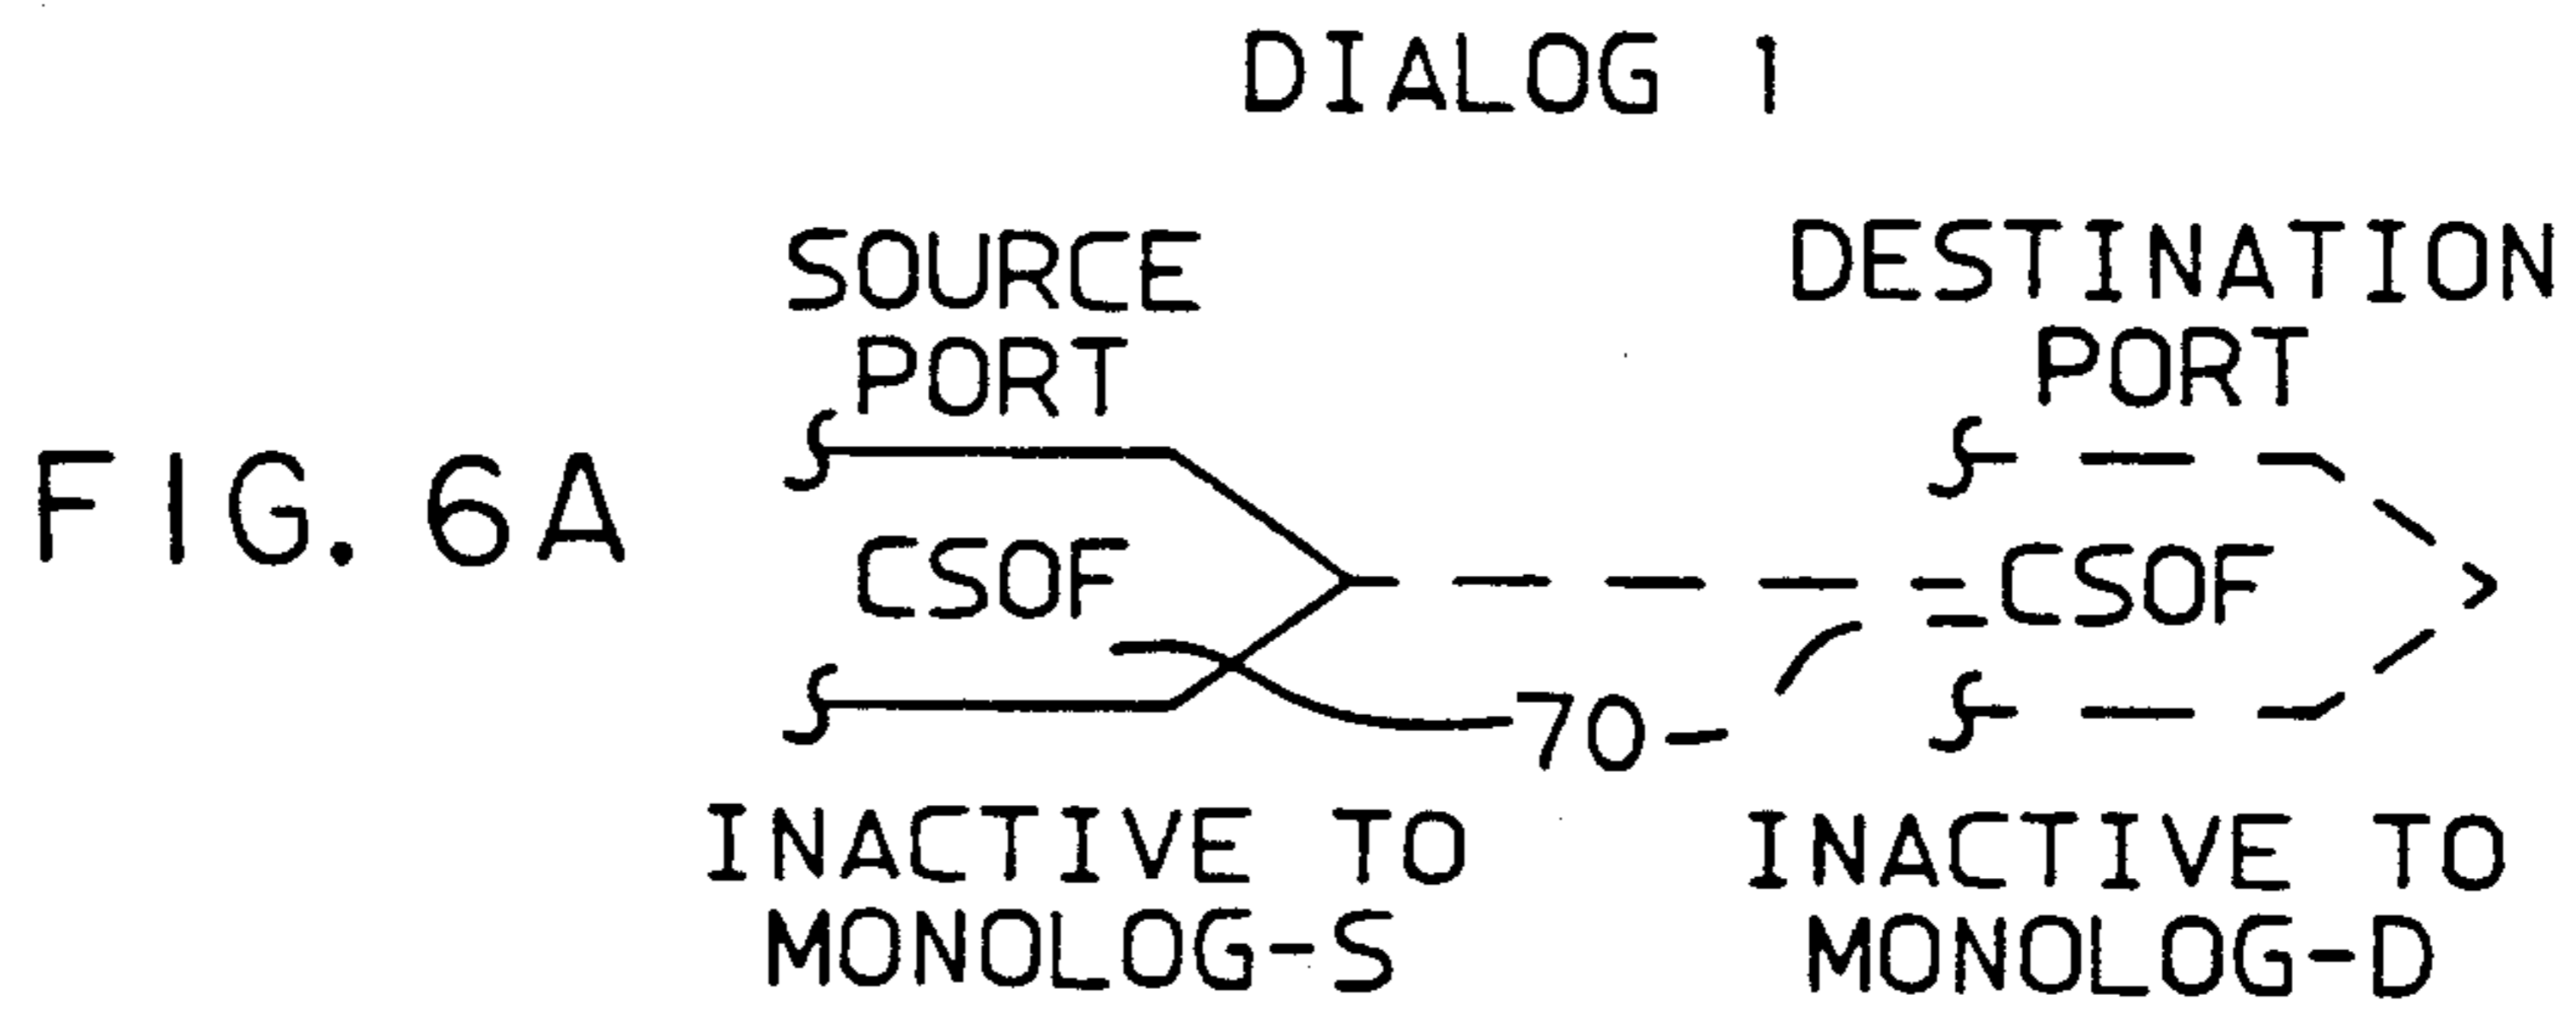 DIALOG 1
SOURCE PORT
DESTINATION PORT
FIG. 6A
CSOF
CSOF
70
INACTIVE TO
MONOLOG-S
INACTIVE TO
MONOLOG-D